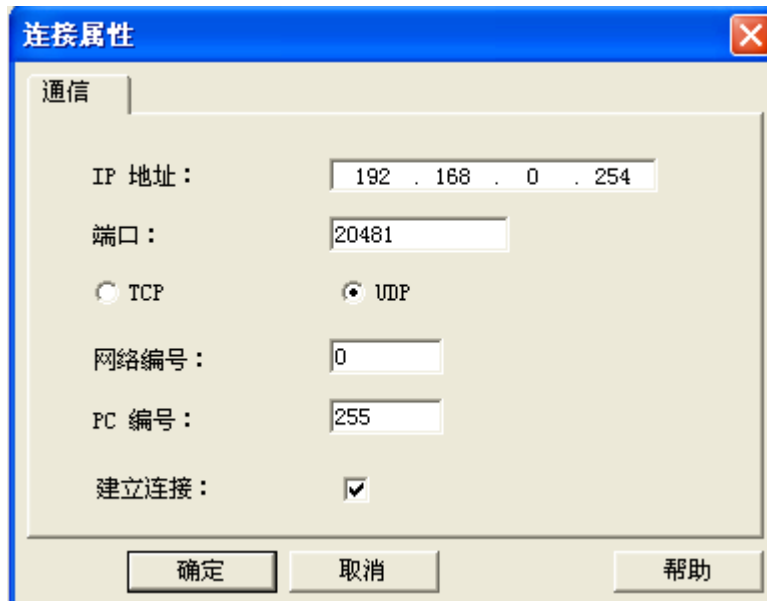 连接属性
通信
IP 地址： 192 . 168 . 0 . 254
端口： 20481
TCP UDP
网络编号： 0
PC 编号： 255
建立连接：
确定 取消 帮助